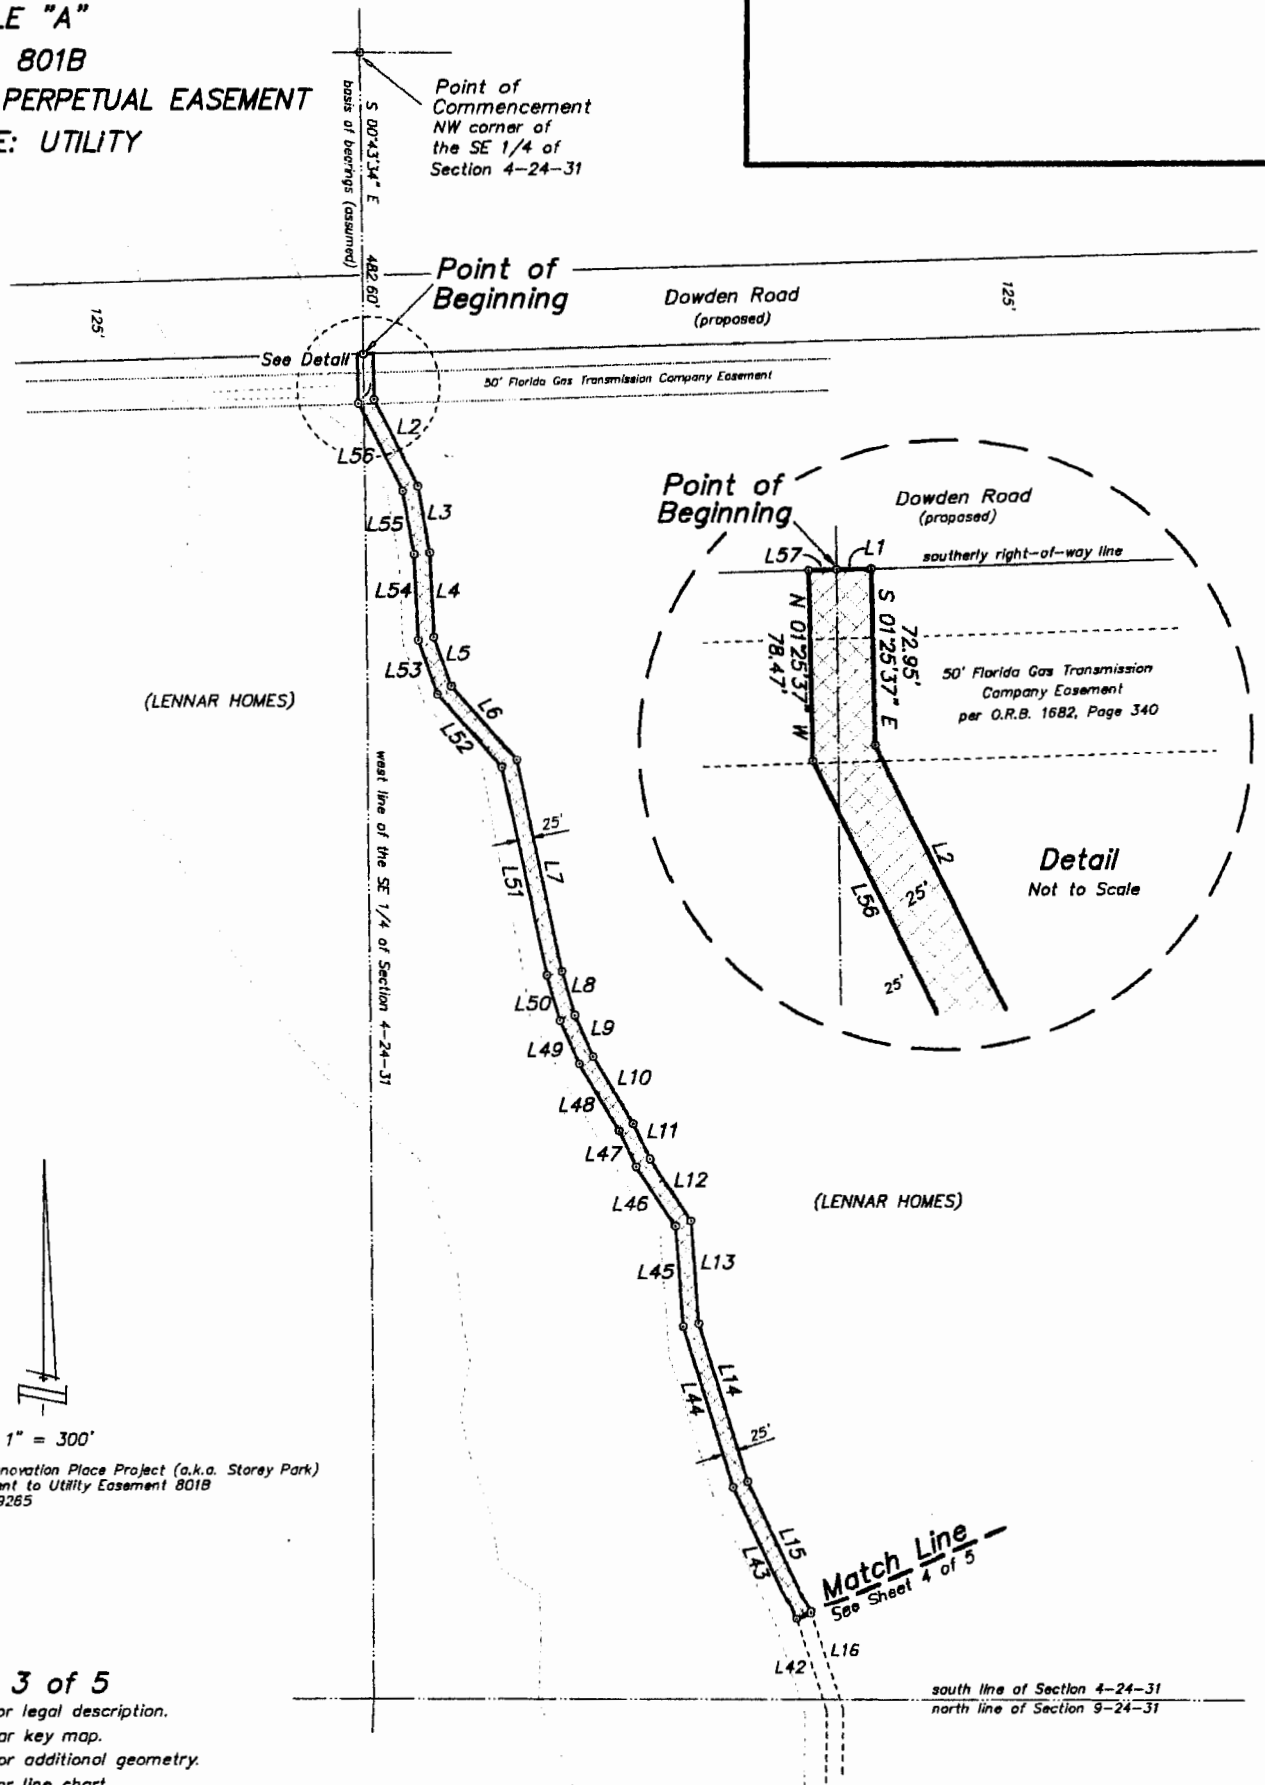 LE "A"
801B
PERPETUAL EASEMENT
E: UTILITY
Point of
Commencement
NW corner of
the SE 1/4 of
Section 4-24-31
S 00°43'34" E 482.60'
basis of bearings (assumed)
Point of
Beginning
Dowden Road
(proposed)
125'
125'
See Detail
50' Florida Gas Transmission Company Easement
L2
L56
L3
L55
L54
L4
L5
L53
L6
L52
(LENNAR HOMES)
west line of the SE 1/4 of Section 4-24-31
25'
L7
L51
L8
L50
L9
L49
L10
L48
L11
L47
L12
L46
L13
L45
L14
L44
25'
L15
L43
(LENNAR HOMES)
Point of
Beginning
Dowden Road
(proposed)
L57
L1
southerly right-of-way line
N 01°25'37" W
78.47'
S 01°25'37" E
72.95'
50' Florida Gas Transmission
Company Easement
per O.R.B. 1682, Page 340
L2
L56
25'
25'
Detail
Not to Scale
1" = 300'
novation Place Project (a.k.a. Storey Park)
nt to Utility Easement 801B
9265
Match Line
See Sheet 4 of 5
L16
L42
south line of Section 4-24-31
north line of Section 9-24-31
3 of 5
or legal description.
or key map.
or additional geometry.
or line chart